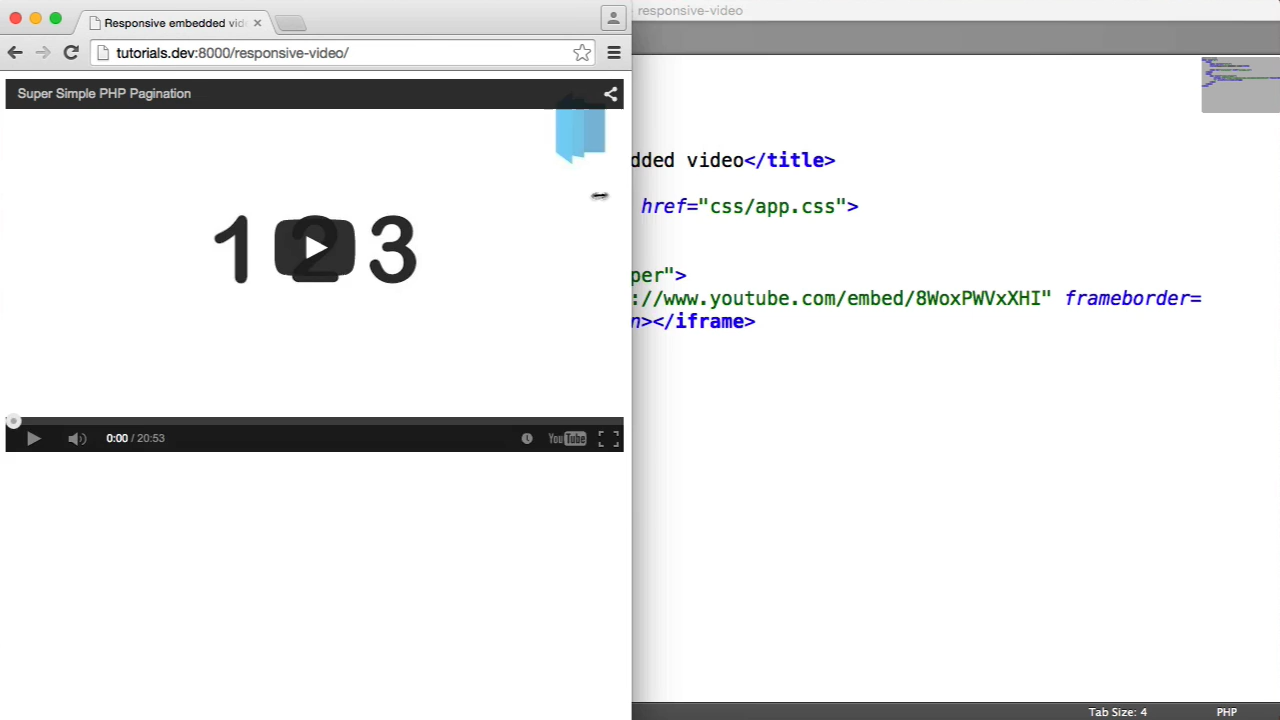 Responsive embedded vid
tutorials.dev:8000/responsive-video/
Super Simple PHP Pagination
1 2 3
0:00 / 20:53
YouTube
responsive-video
dded video</title>
href="css/app.css">
per">
://www.youtube.com/embed/8WoxPWVxXHI" frameborder=
n></iframe>
Tab Size: 4
PHP